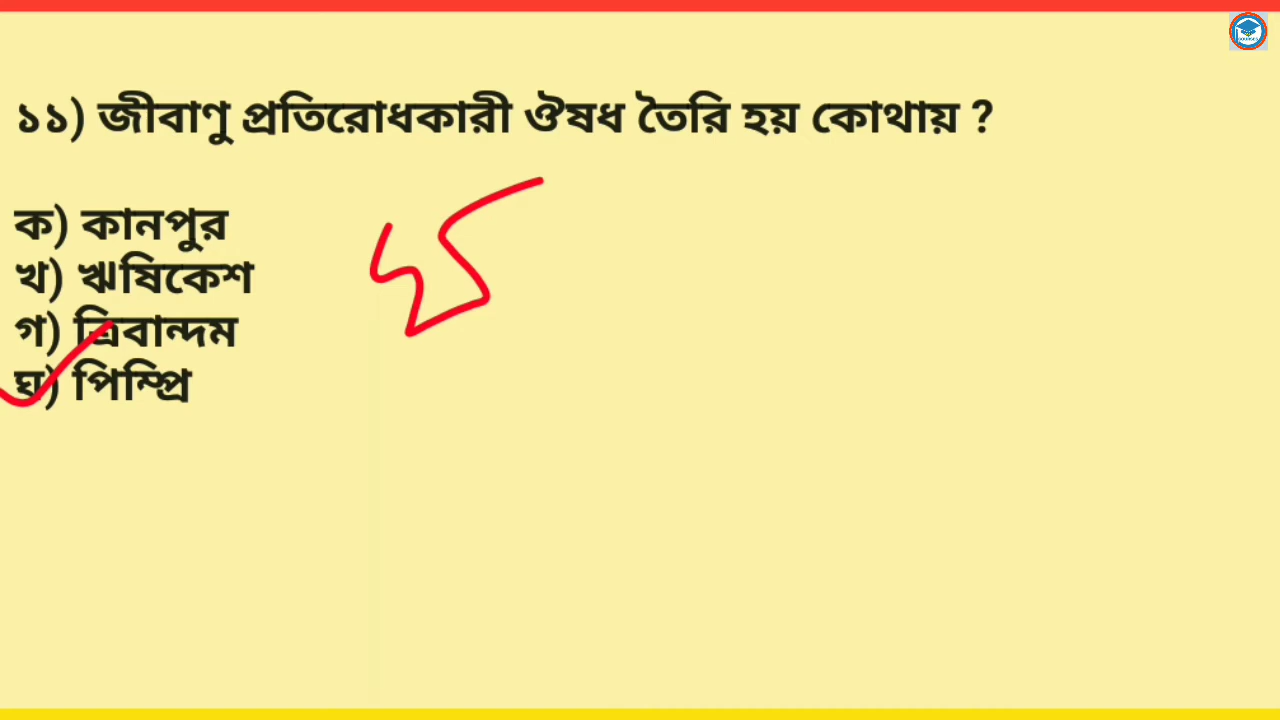 ১১) জীবাণু প্রতিরোধকারী ঔষধ তৈরি হয় কোথায় ?
ক) কানপুর
খ) ঋষিকেশ
গ) ত্রিবান্দম
ঘ) পিম্প্রি